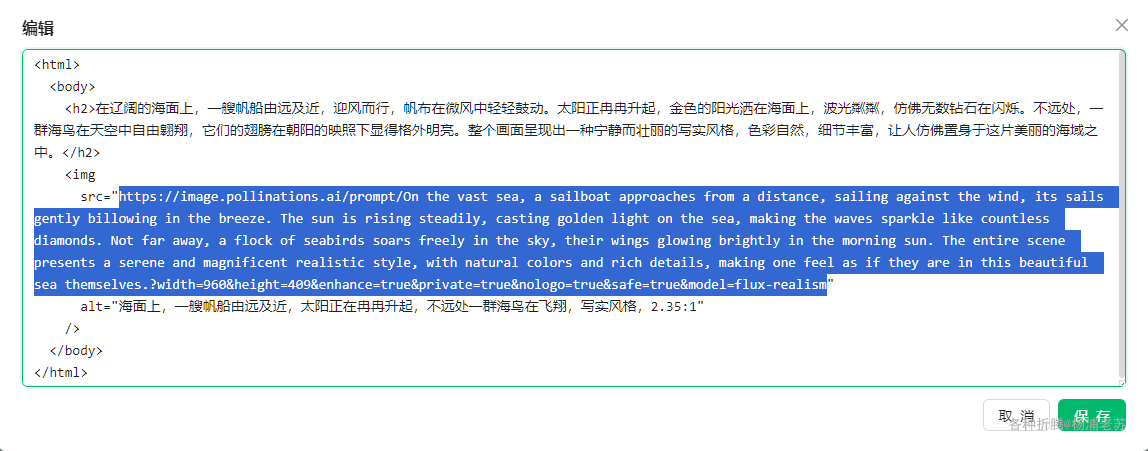 编辑
<html>
<body>
<h2>在辽阔的海面上，一艘帆船由远及近，迎风而行，帆布在微风中轻轻鼓动。太阳正冉冉升起，金色的阳光洒在海面上，波光粼粼，仿佛无数钻石在闪烁。不远处，一
群海鸟在天空中自由翱翔，它们的翅膀在朝阳的映照下显得格外明亮。整个画面呈现出一种宁静而壮丽的写实风格，色彩自然，细节丰富，让人仿佛置身于这片美丽的海域之
中。</h2>
<img
src="https://image.pollinations.ai/prompt/On the vast sea, a sailboat approaches from a distance, sailing against the wind, its sails
gently billowing in the breeze. The sun is rising steadily, casting golden light on the sea, making the waves sparkle like countless
diamonds. Not far away, a flock of seabirds soars freely in the sky, their wings glowing brightly in the morning sun. The entire scene
presents a serene and magnificent realistic style, with natural colors and rich details, making one feel as if they are in this beautiful
sea themselves.?width=960&height=409&enhance=true&private=true&nologo=true&safe=true&model=flux-realism"
alt="海面上，一艘帆船由远及近，太阳正在冉冉升起，不远处一群海鸟在飞翔，写实风格，2.35:1"
/>
</body>
</html>
取 消
保 存
各种折腾@杨浦老苏